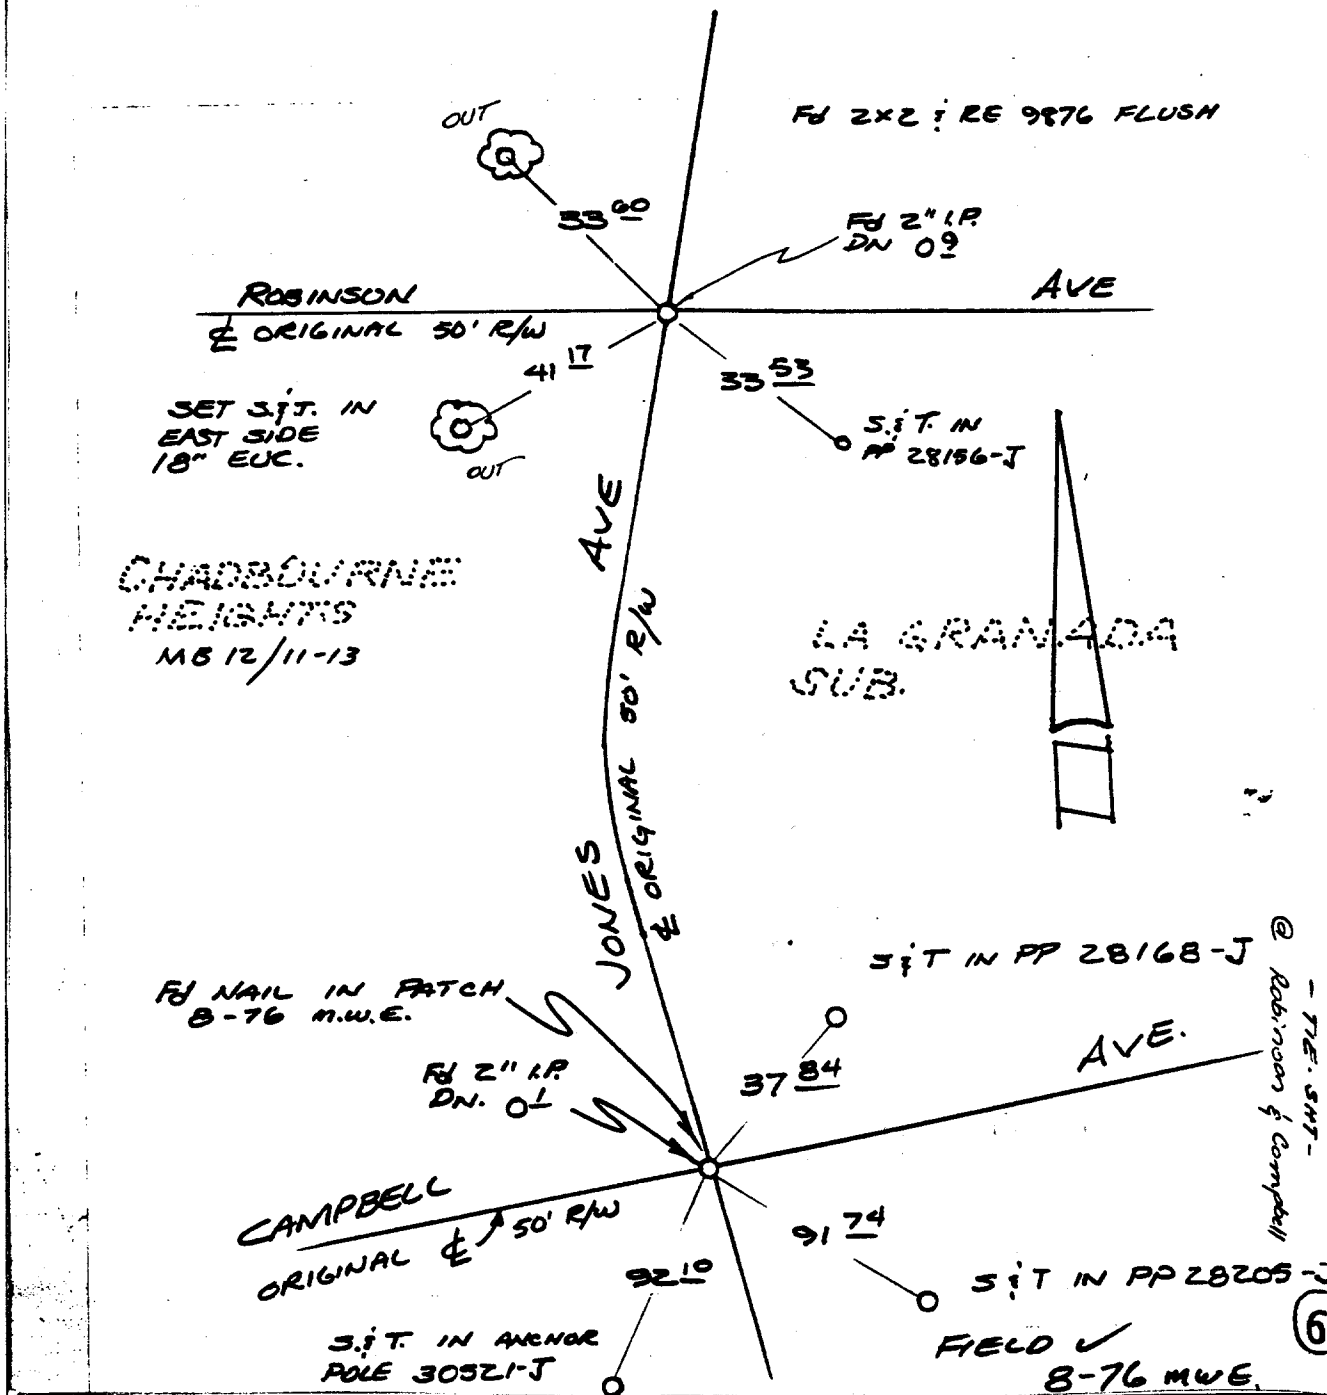 OUT
Fd 2x2 & RE 9876 FLUSH
33 60
Fd 2" I.P.
DN 0 9
ROBINSON AVE
℄ ORIGINAL 50' R/W
41 17
33 53
SET S.&T. IN
EAST SIDE
18" EUC.
OUT
S.&T. IN
PP 28156-J
AVE
CHADBOURNE
HEIGHTS
MB 12/11-13
LA GRANADA
SUB.
℄ ORIGINAL 50' R/W
JONES
S&T IN PP 28168-J
Fd NAIL IN PATCH
8-76 M.W.E.
Fd 2" I.P.
DN. 0 1
37 84
AVE.
CAMPBELL
ORIGINAL ℄ 50' R/W
91 74
92 10
S&T IN PP 28205-J
S.&T. IN ANCHOR
POLE 30521-J
FIELD ✓
8-76 MWE.
- TIE. SHT-
@ Robinson & Campbell
6